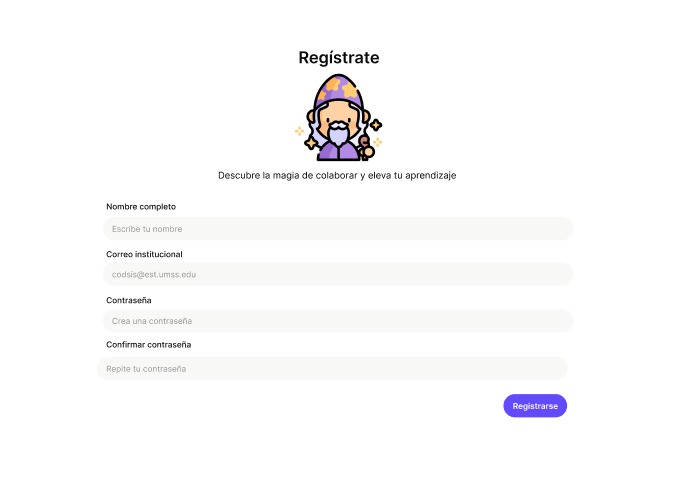 Regístrate
Descubre la magia de colaborar y eleva tu aprendizaje
Nombre completo
Escribe tu nombre
Correo institucional
codsis@est.umss.edu
Contraseña
Crea una contraseña
Confirmar contraseña
Repite tu contraseña
Registrarse